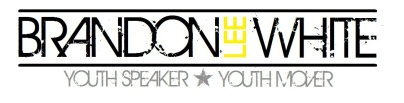 BRANDON LEE WHITE
YOUTH SPEAKER ★ YOUTH MOVER